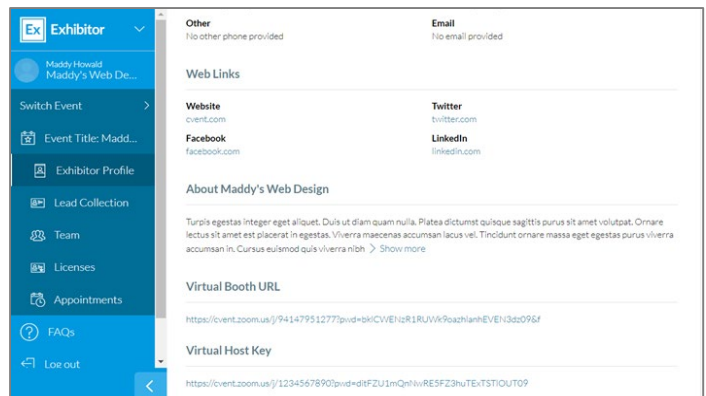 Ex Exhibitor
Maddy Howald
Maddy's Web De...
Switch Event
Event Title: Madd...
Exhibitor Profile
Lead Collection
Team
Licenses
Appointments
FAQs
Log out
Other Email
No other phone provided No email provided
Web Links
Website Twitter
cvent.com twitter.com
Facebook LinkedIn
facebook.com linkedin.com
About Maddy's Web Design
Turpis egestas integer eget aliquet. Duis ut diam quam nulla. Platea dictumst quisque sagittis purus sit amet volutpat. Ornare
lectus sit amet est placerat in egestas. Viverra maecenas accumsan lacus vel. Tincidunt ornare massa eget egestas purus viverra
accumsan in. Cursus euismod quis viverra nibh > Show more
Virtual Booth URL
https://cvent.zoom.us/j/94147951277?pwd=bklCWENzR1RUWk9oazhlanhEVEN3dz09&f
Virtual Host Key
https://cvent.zoom.us/j/1234567890?pwd=ditFZU1mQnNwRE5FZ3huTExTSTlOUT09